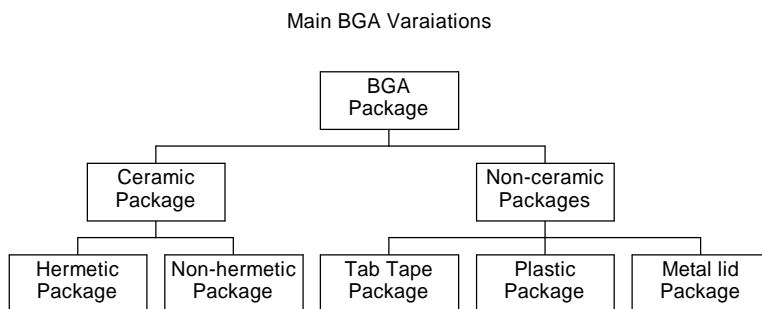 Main BGA Varaiations
BGA
Package
Ceramic
Package
Non-ceramic
Packages
Hermetic
Package
Non-hermetic
Package
Tab Tape
Package
Plastic
Package
Metal lid
Package